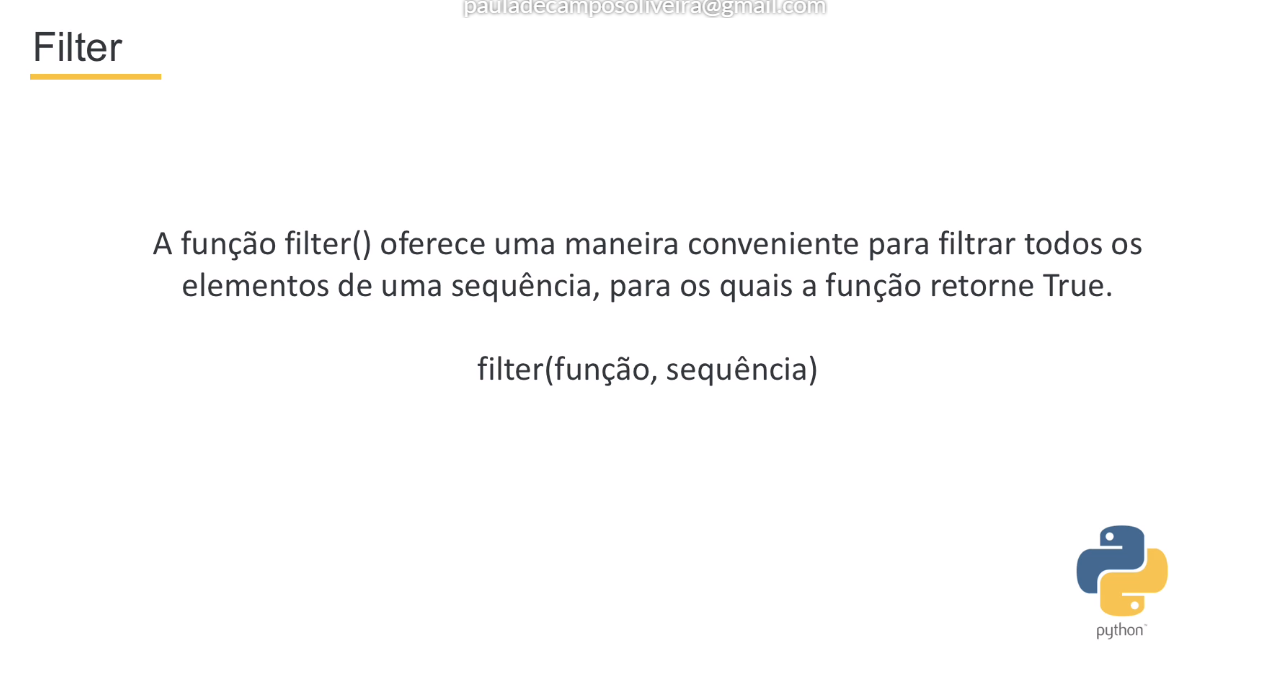 pauladecamposoliveira@gmail.com
Filter
A função filter() oferece uma maneira conveniente para filtrar todos os
elementos de uma sequência, para os quais a função retorne True.
filter(função, sequência)
python™